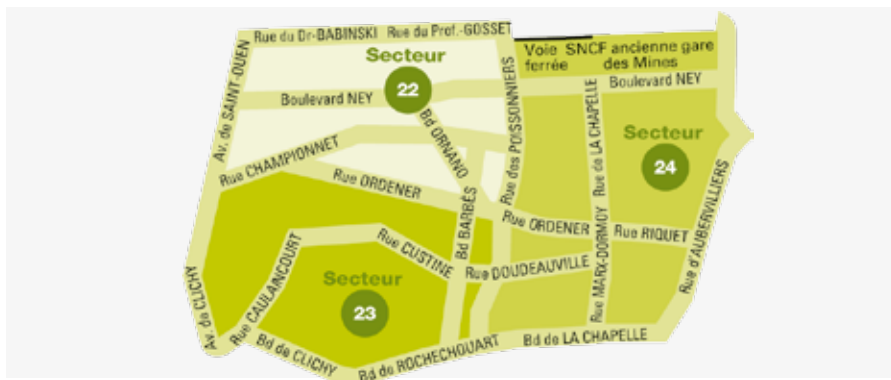 Rue du Dr-BABINSKI
Rue du Prof.-GOSSET
Secteur
22
Av. de SAINT-OUEN
Boulevard NEY
Bd ORNANO
Rue des POISSONNIERS
Voie SNCF ancienne gare
ferrée des Mines
Boulevard NEY
Rue de LA CHAPELLE
Secteur
24
Rue CHAMPIONNET
Rue ORDENER
Bd BARBÈS
Rue ORDENER
Rue RIQUET
Rue d'AUBERVILLIERS
Rue MARX-DORMOY
Rue CUSTINE
Rue DOUDEAUVILLE
Rue CAULAINCOURT
Av. de CLICHY
Secteur
23
Bd de CLICHY
Bd de ROCHECHOUART
Bd de LA CHAPELLE